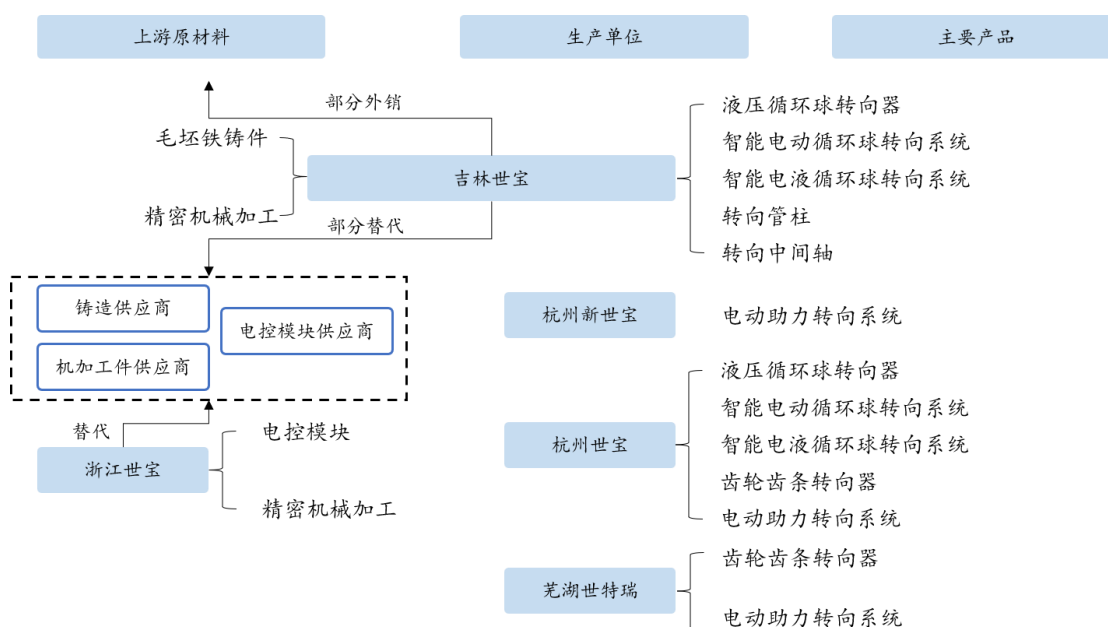 上游原材料
生产单位
主要产品
部分外销
毛坯铁铸件
精密机械加工
吉林世宝
液压循环球转向器
智能电动循环球转向系统
智能电液循环球转向系统
转向管柱
转向中间轴
部分替代
铸造供应商
电控模块供应商
机加工件供应商
杭州新世宝
电动助力转向系统
替代
浙江世宝
电控模块
精密机械加工
杭州世宝
液压循环球转向器
智能电动循环球转向系统
智能电液循环球转向系统
齿轮齿条转向器
电动助力转向系统
芜湖世特瑞
齿轮齿条转向器
电动助力转向系统